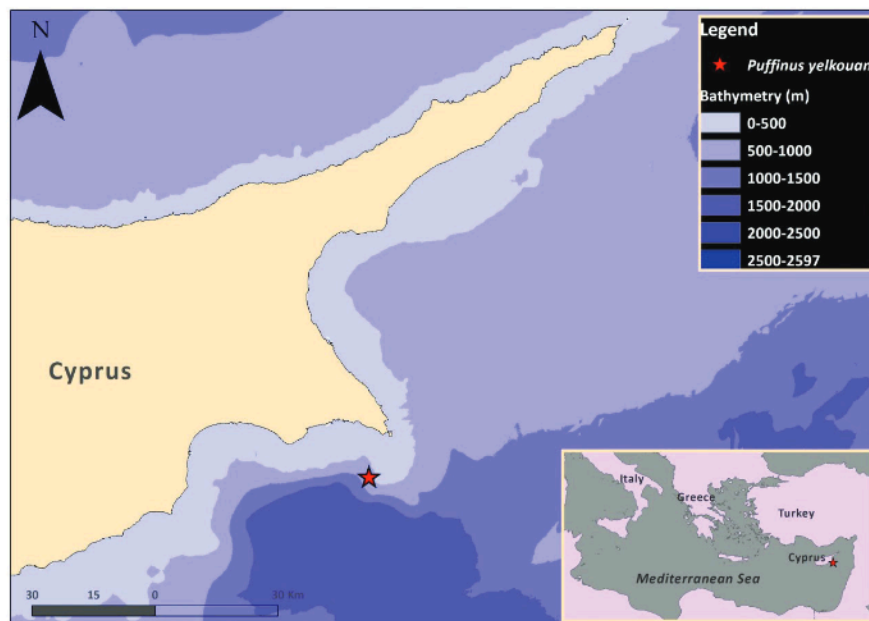 N
Legend
Puffinus yelkouan
Bathymetry (m)
0-500
500-1000
1000-1500
1500-2000
2000-2500
2500-2597
Cyprus
Italy
Greece
Turkey
Cyprus
Mediterranean Sea
30 15 0 30 Km